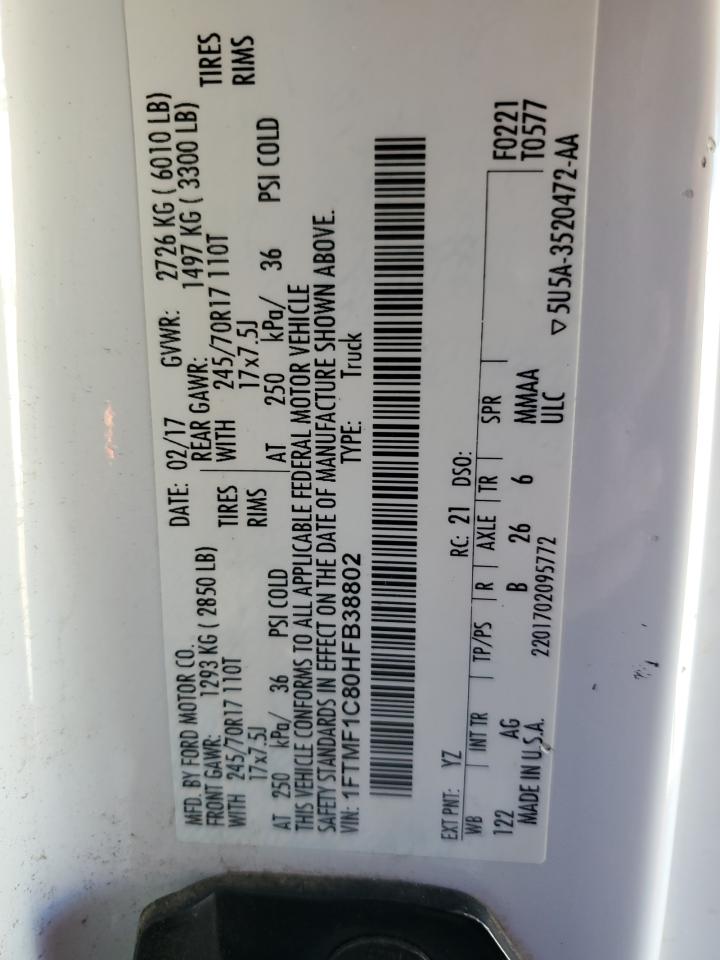 MFD. BY FORD MOTOR CO. DATE: 02/17 GVWR: 2726 KG ( 6010 LB)
FRONT GAWR: 1293 KG ( 2850 LB) REAR GAWR: 1497 KG ( 3300 LB)
WITH 245/70R17 110T TIRES WITH 245/70R17 110T TIRES
17x7.5J RIMS 17x7.5J RIMS
AT 250 kPa/ 36 PSI COLD AT 250 kPa/ 36 PSI COLD
THIS VEHICLE CONFORMS TO ALL APPLICABLE FEDERAL MOTOR VEHICLE
SAFETY STANDARDS IN EFFECT ON THE DATE OF MANUFACTURE SHOWN ABOVE.
VIN: 1FTMF1C80HFB38802 TYPE: Truck
EXT PNT: YZ RC: 21 DSO: F0221
WB INT TR TP/PS R AXLE TR SPR T0577
122 AG B 26 6 MMAA
MADE IN U.S.A. 2201702095772 ULC
▽5U5A-3520472-AA